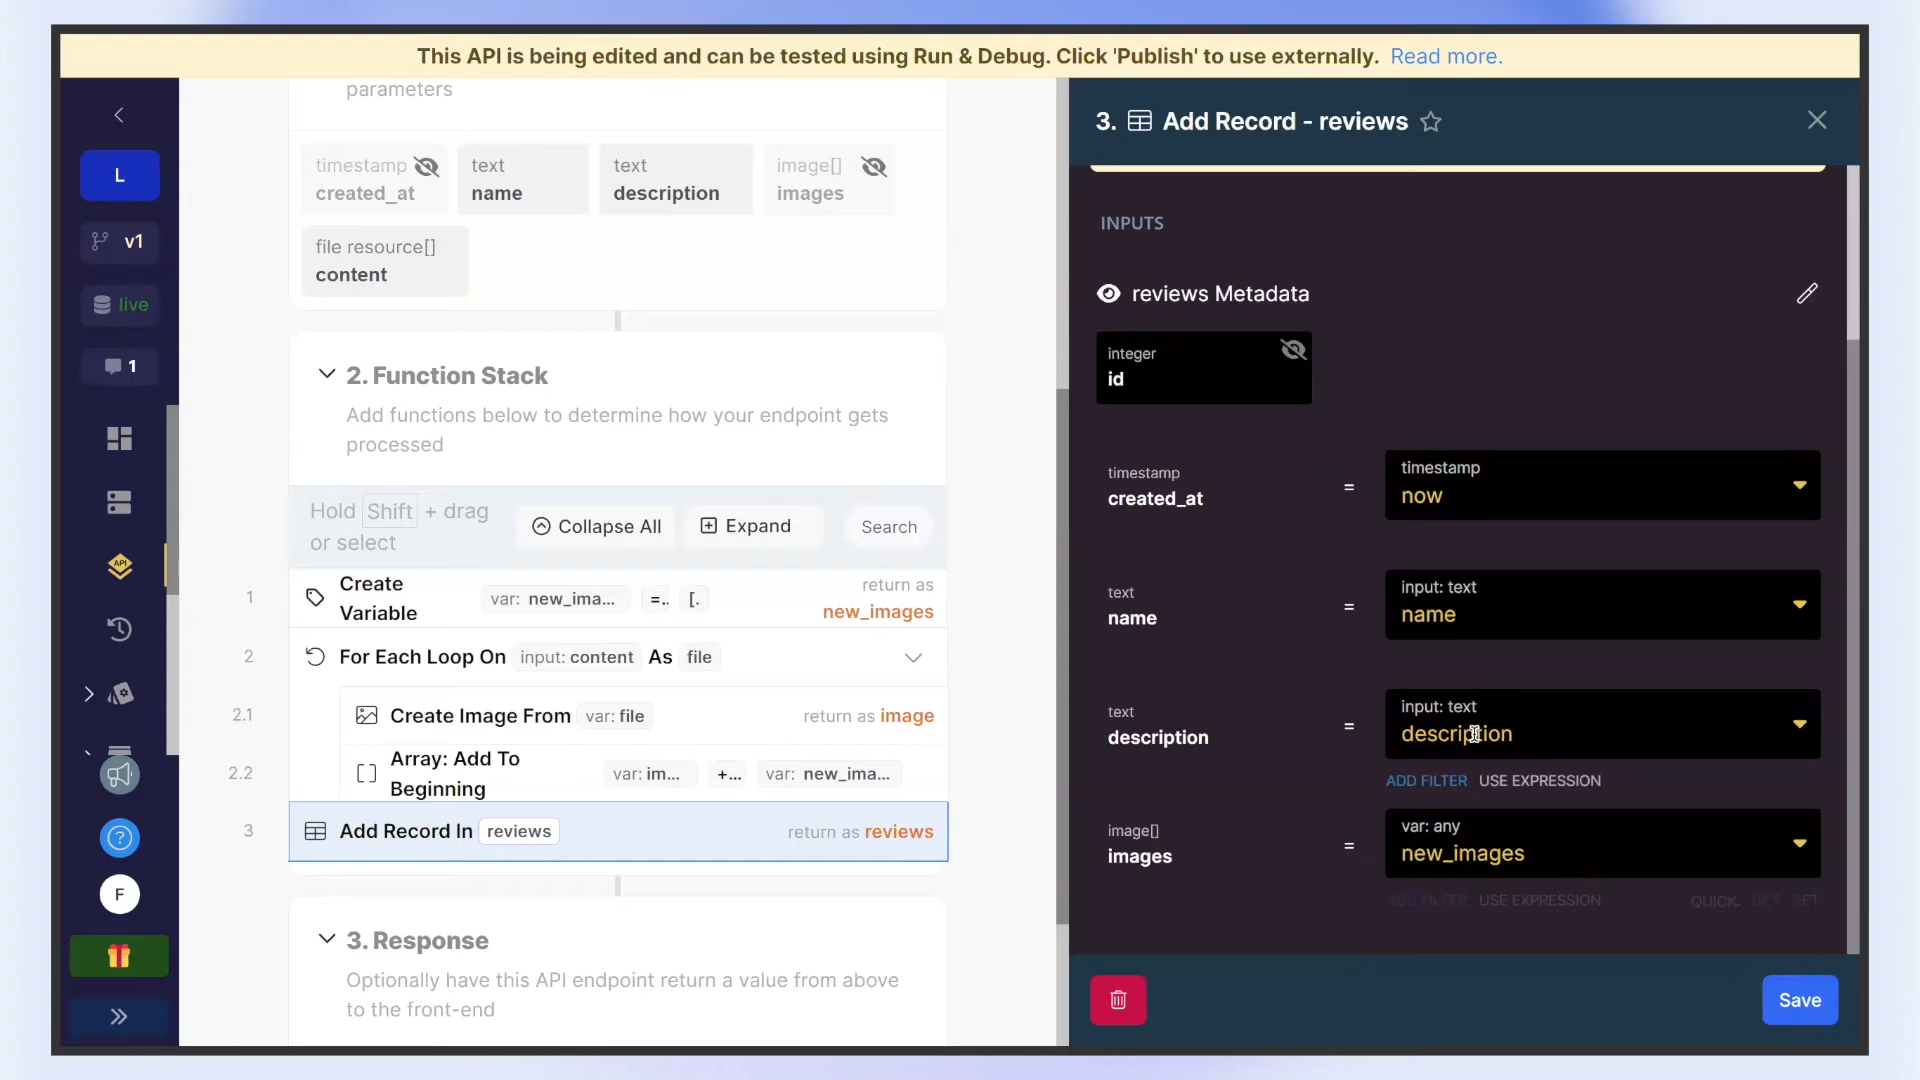 This API is being edited and can be tested using Run & Debug. Click 'Publish' to use externally. Read more.
parameters
timestamp
created_at
text
name
text
description
image[]
images
file resource[]
content
L
v1
live
1
API
F
2. Function Stack
Add functions below to determine how your endpoint gets
processed
Hold Shift + drag
or select
Collapse All
Expand
Search
1
Create
Variable
var: new_ima...
=..
[.
return as
new_images
2
For Each Loop On input: content As file
2.1
Create Image From var: file
return as image
2.2
Array: Add To
Beginning
var: im...
+...
var: new_ima...
3
Add Record In reviews
return as reviews
3. Response
Optionally have this API endpoint return a value from above
to the front-end
3. Add Record - reviews
INPUTS
reviews Metadata
integer
id
timestamp
created_at
=
timestamp
now
text
name
=
input: text
name
text
description
=
input: text
description
ADD FILTER USE EXPRESSION
image[]
images
=
var: any
new_images
ADD FILTER USE EXPRESSION
QUICK:
Save